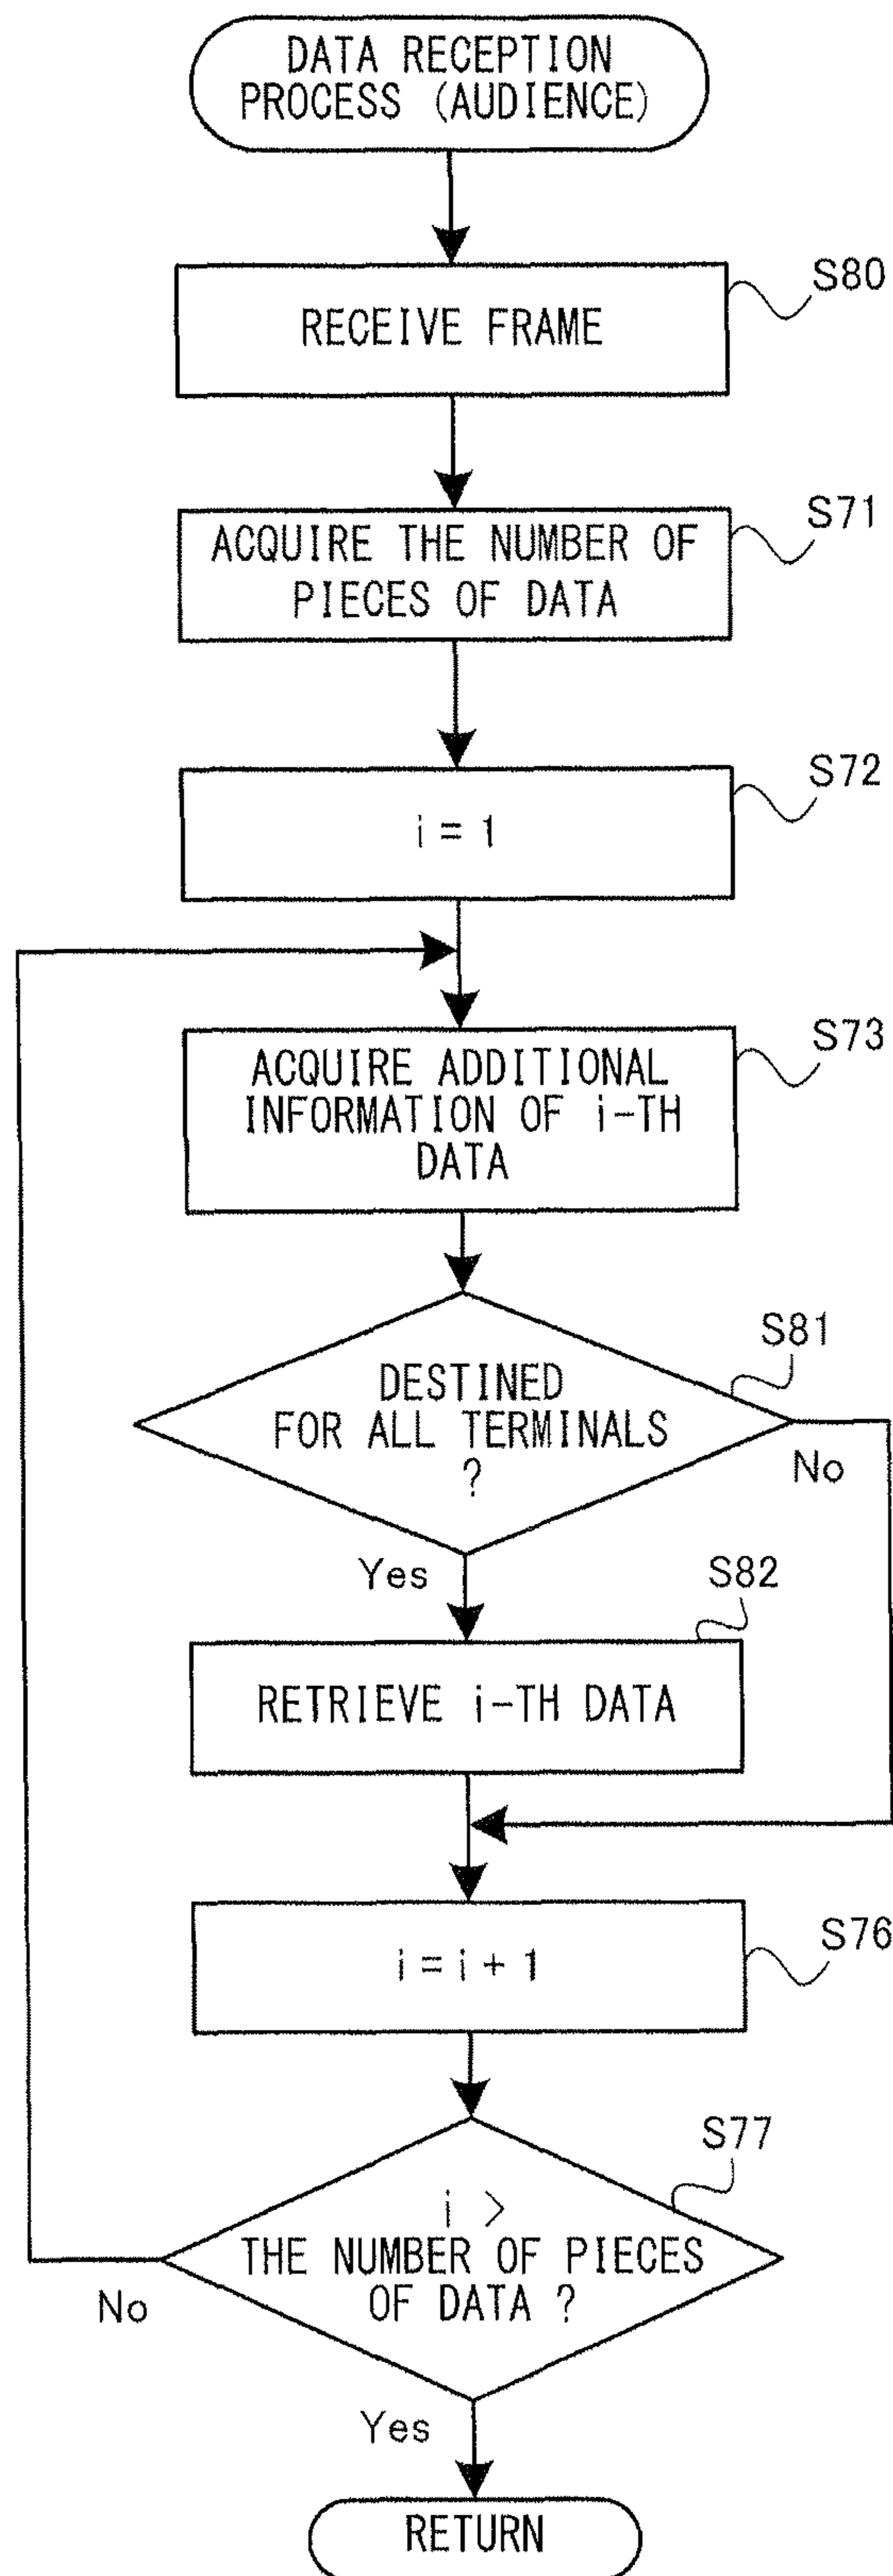 DATA RECEPTION
PROCESS (AUDIENCE)
S80
RECEIVE FRAME
S71
ACQUIRE THE NUMBER OF
PIECES OF DATA
S72
i = 1
S73
ACQUIRE ADDITIONAL
INFORMATION OF i-TH
DATA
S81
DESTINED
FOR ALL TERMINALS
?
No
Yes
S82
RETRIEVE i-TH DATA
S76
i = i + 1
S77
i >
THE NUMBER OF PIECES
OF DATA ?
No
Yes
RETURN